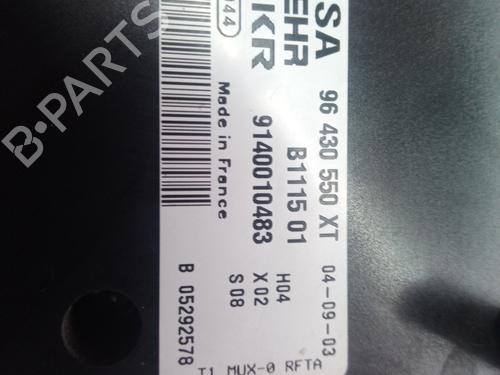 SA 96 430 550 XT 04-09-03
EHR B1115 01 H04
KR 9140010483 X02
S08
044 Made in France
B 05292578
T1 MUX-0 RFTA
B-PARTS